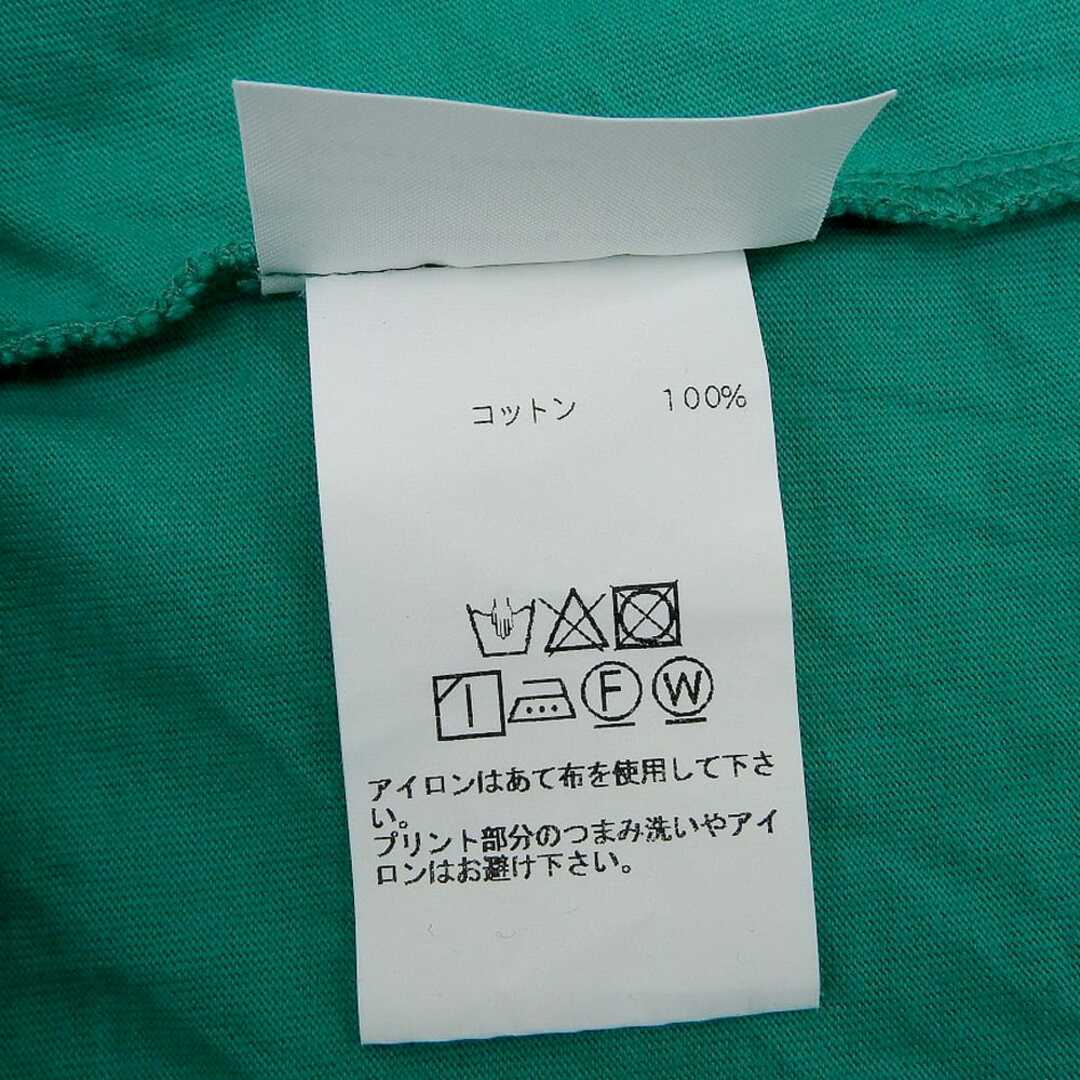 コットン 100%
F W
アイロンはあて布を使用して下さ
い。
プリント部分のつまみ洗いやアイ
ロンはお避け下さい。